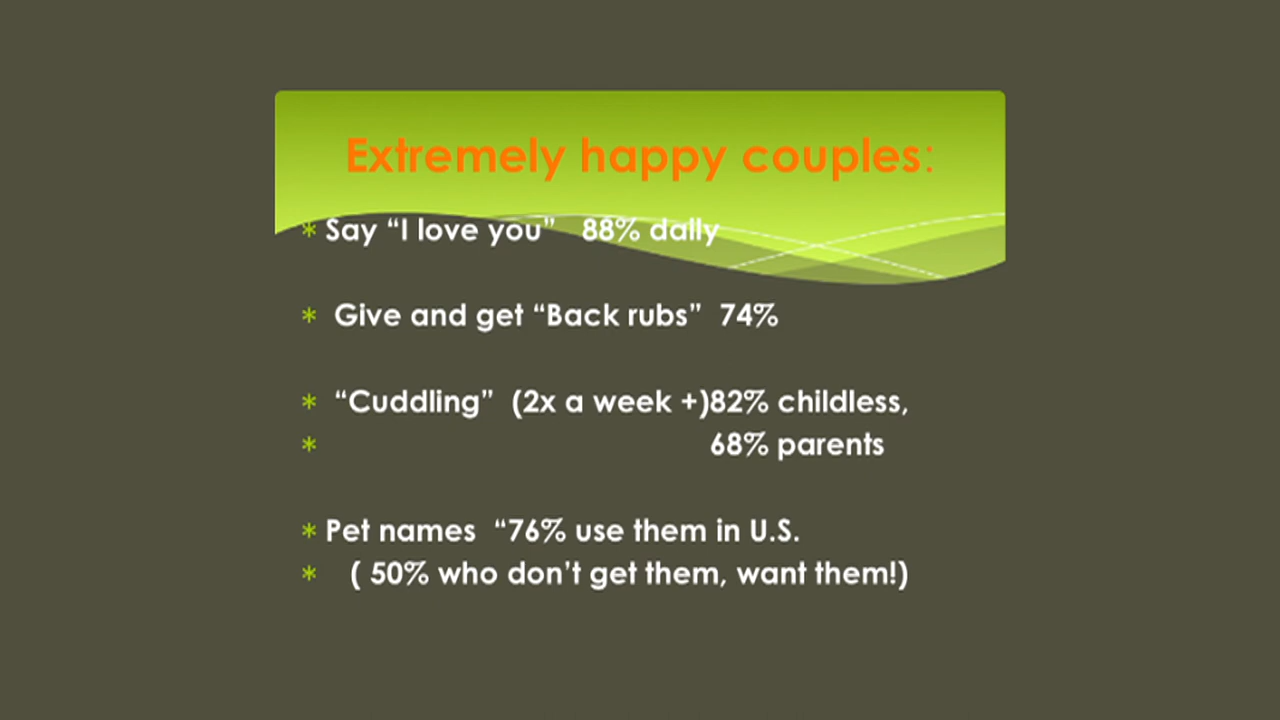 Extremely happy couples:
* Say “I love you” 88% daily
* Give and get “Back rubs” 74%
* “Cuddling” (2x a week +)82% childless,
* 68% parents
* Pet names “76% use them in U.S.
* ( 50% who don’t get them, want them!)